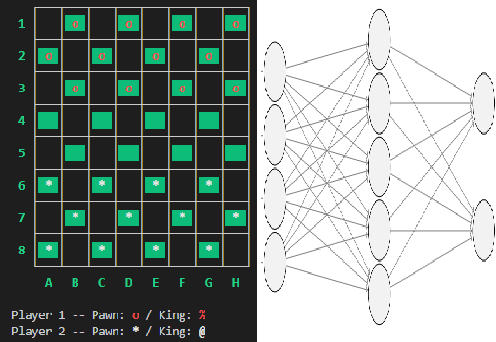 1 o o o o
2 o o o o
3 o o o o
4
5
6 * * * *
7 * * * *
8 * * * *
A B C D E F G H
Player 1 -- Pawn: o / King: %
Player 2 -- Pawn: * / King: @